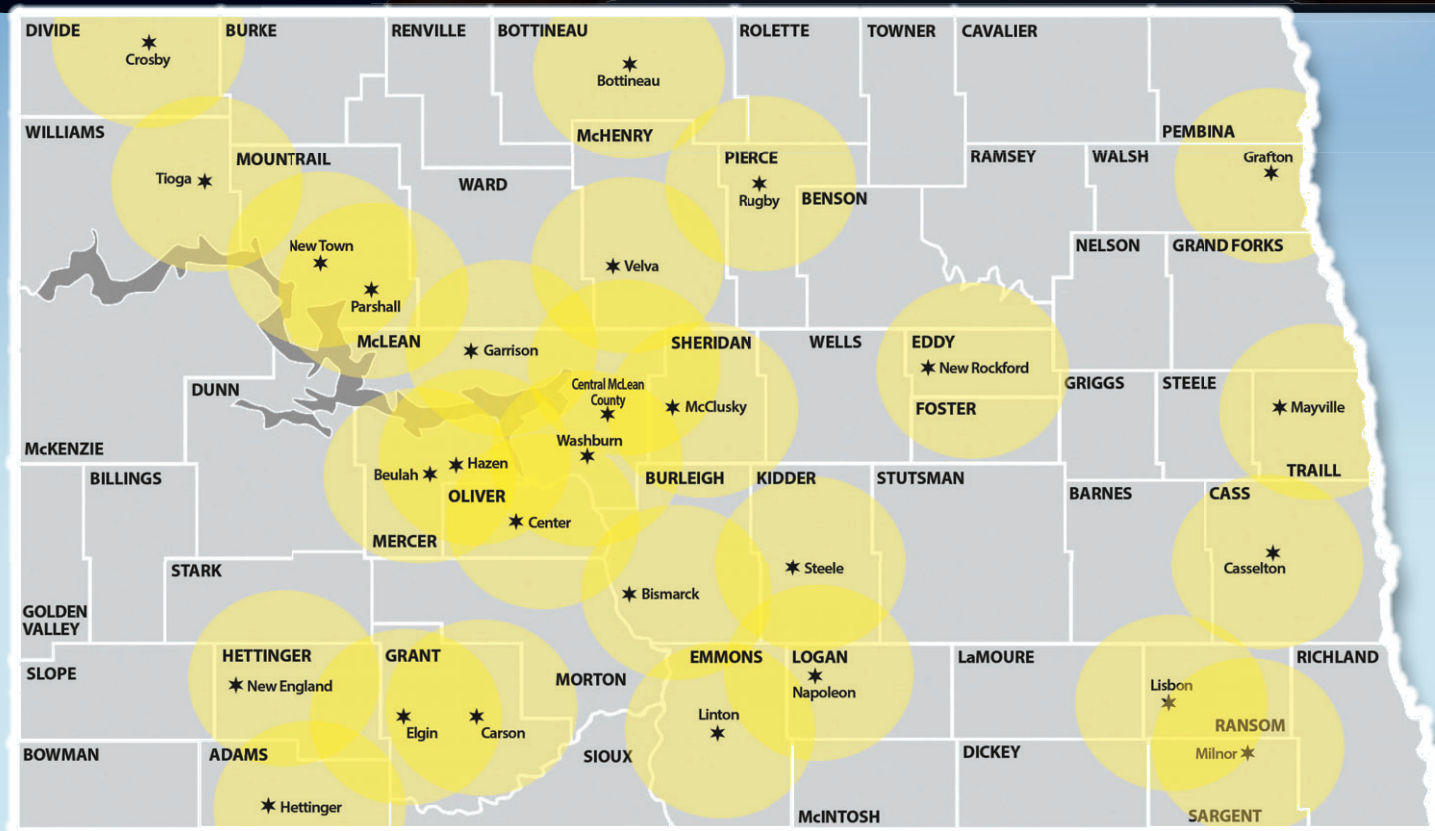 DIVIDE
BURKE
RENVILLE
BOTTINEAU
ROLETTE
TOWNER
CAVALIER
Crosby
Bottineau
WILLIAMS
McHENRY
PEMBINA
MOUNTRAIL
WARD
PIERCE
RAMSEY
WALSH
Grafton
Tioga
Rugby
BENSON
New Town
NELSON
GRAND FORKS
Velva
Parshall
McLEAN
Garrison
SHERIDAN
WELLS
EDDY
New Rockford
DUNN
Central McLean
County
McClusky
GRIGGS
STEELE
FOSTER
Mayville
McKENZIE
Washburn
BILLINGS
Beulah
Hazen
BURLEIGH
KIDDER
STUTSMAN
TRAILL
OLIVER
BARNES
CASS
Center
MERCER
STARK
Steele
Casselton
Bismarck
GOLDEN
VALLEY
SLOPE
HETTINGER
GRANT
EMMONS
LOGAN
LaMOURE
RICHLAND
New England
MORTON
Napoleon
Lisbon
Elgin
Carson
Linton
RANSOM
BOWMAN
ADAMS
SIOUX
DICKEY
Milnor
Hettinger
McINTOSH
SARGENT